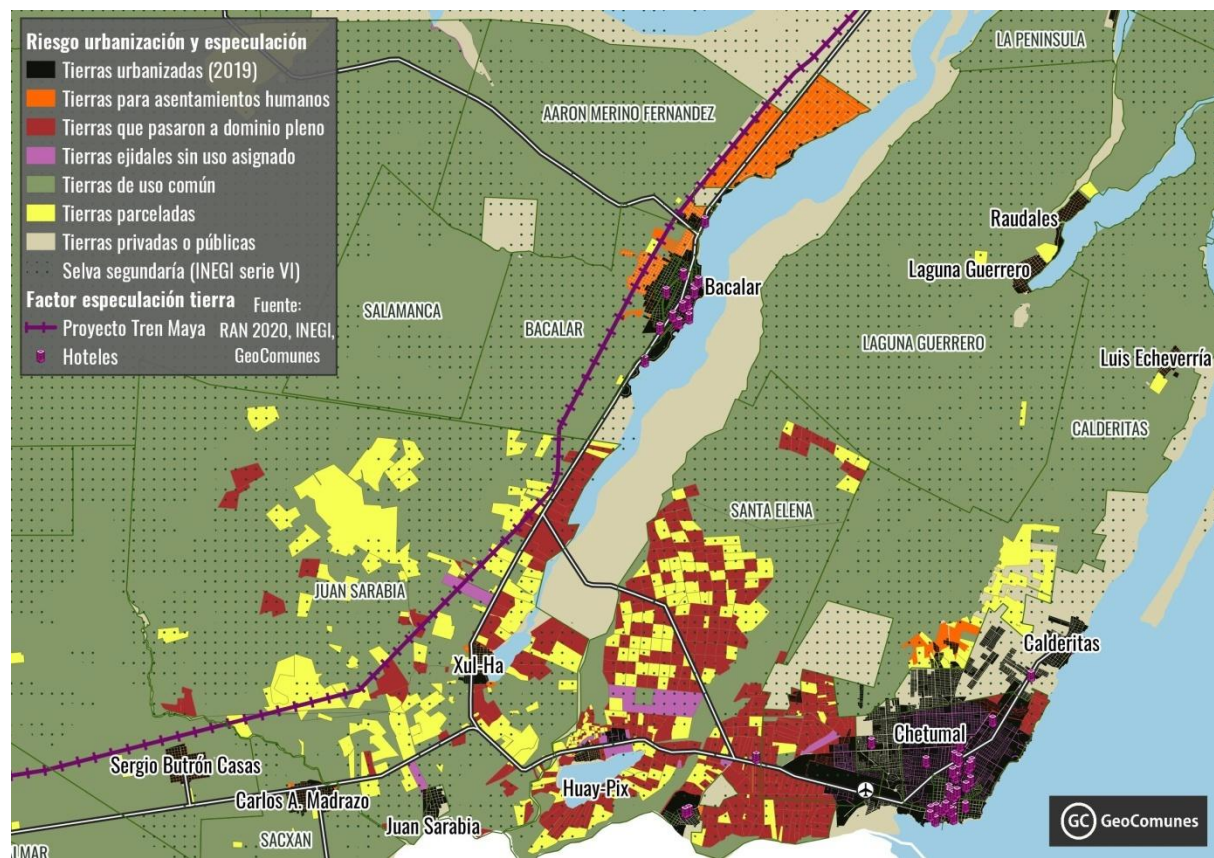 Riesgo urbanización y especulación
Tierras urbanizadas (2019)
Tierras para asentamientos humanos
Tierras que pasaron a dominio pleno
Tierras ejidales sin uso asignado
Tierras de uso común
Tierras parceladas
Tierras privadas o públicas
Selva segundaría (INEGI serie VI)
Factor especulación tierra
Fuente:
Proyecto Tren Maya
RAN 2020, INEGI,
Hoteles
GeoComunes
LA PENINSULA
AARON MERINO FERNANDEZ
Raudales
Laguna Guerrero
Bacalar
SALAMANCA
BACALAR
LAGUNA GUERRERO
Luis Echeverría
CALDERITAS
SANTA ELENA
JUAN SARABIA
Xul-Ha
Calderitas
Chetumal
Sergio Butrón Casas
Carlos A. Madrazo
Huay-Pix
Juan Sarabia
SACXAN
LMAR
GC GeoComunes